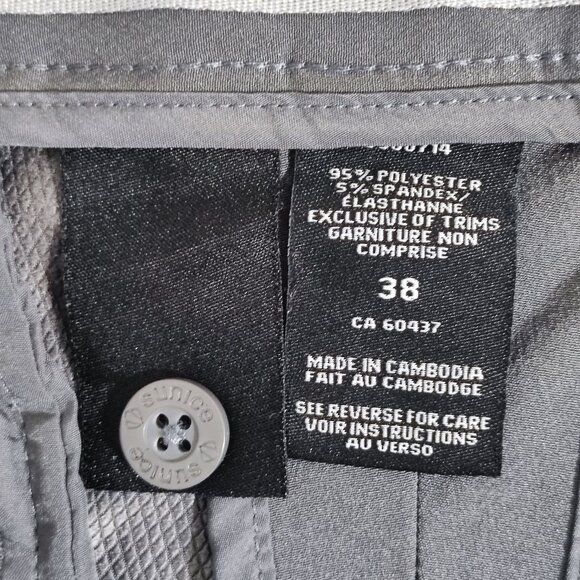 95% POLYESTER
5% SPANDEX/
ÉLASTHANNE
EXCLUSIVE OF TRIMS
GARNITURE NON
COMPRISE
38
CA 60437
MADE IN CAMBODIA
FAIT AU CAMBODGE
SEE REVERSE FOR CARE
VOIR INSTRUCTIONS
AU VERSO
sunice
sunice